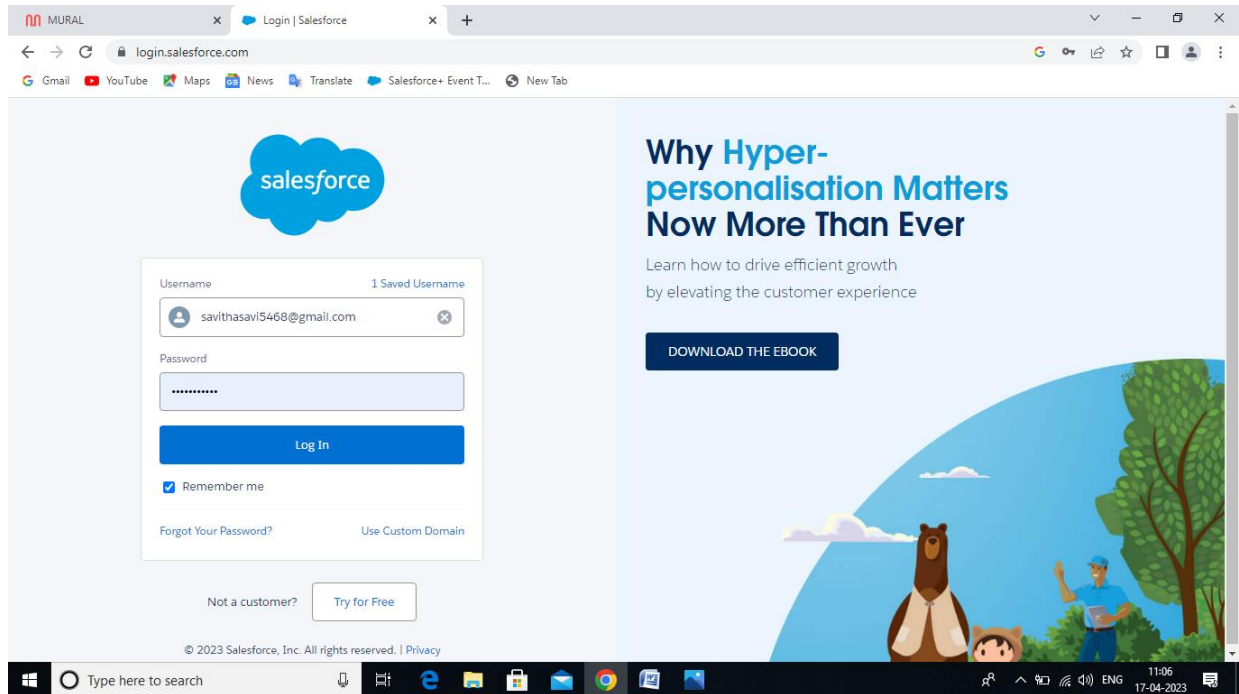 MURAL
Login | Salesforce
login.salesforce.com
Gmail YouTube Maps News Translate Salesforce+ Event T... New Tab
salesforce
Username 1 Saved Username
savithasavi5468@gmail.com
Password
•••••••••••
Log In
Remember me
Forgot Your Password? Use Custom Domain
Not a customer? Try for Free
© 2023 Salesforce, Inc. All rights reserved. | Privacy
Why Hyper-
personalisation Matters
Now More Than Ever
Learn how to drive efficient growth
by elevating the customer experience
DOWNLOAD THE EBOOK
Type here to search
ENG
11:06
17-04-2023